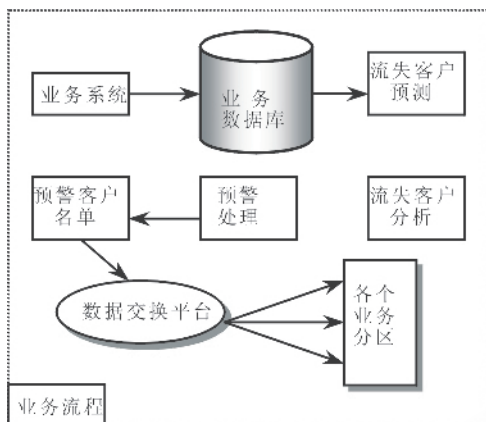 业务系统
业务
数据库
流失客户
预测
预警客户
名单
预警
处理
流失客户
分析
数据交换平台
各个
业务
分区
业务流程